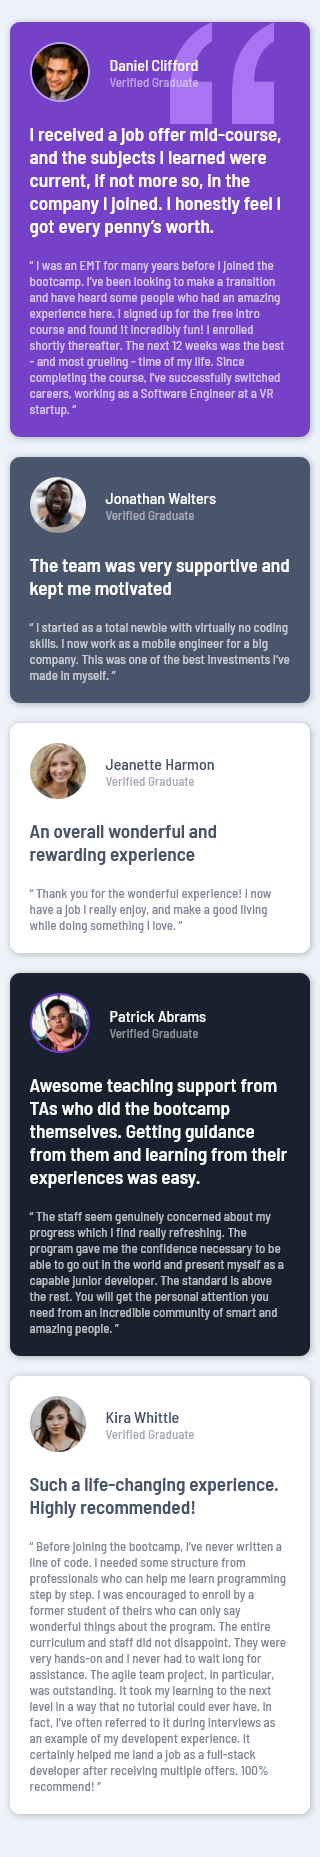 Daniel Clifford
Verified Graduate
I received a job offer mid-course,
and the subjects I learned were
current, if not more so, in the
company I joined. I honestly feel I
got every penny’s worth.
“ I was an EMT for many years before I joined the
bootcamp. I’ve been looking to make a transition
and have heard some people who had an amazing
experience here. I signed up for the free intro
course and found it incredibly fun! I enrolled
shortly thereafter. The next 12 weeks was the best
- and most grueling - time of my life. Since
completing the course, I’ve successfully switched
careers, working as a Software Engineer at a VR
startup. ”
Jonathan Walters
Verified Graduate
The team was very supportive and
kept me motivated
“ I started as a total newbie with virtually no coding
skills. I now work as a mobile engineer for a big
company. This was one of the best investments I’ve
made in myself. ”
Jeanette Harmon
Verified Graduate
An overall wonderful and
rewarding experience
“ Thank you for the wonderful experience! I now
have a job I really enjoy, and make a good living
while doing something I love. ”
Patrick Abrams
Verified Graduate
Awesome teaching support from
TAs who did the bootcamp
themselves. Getting guidance
from them and learning from their
experiences was easy.
“ The staff seem genuinely concerned about my
progress which I find really refreshing. The
program gave me the confidence necessary to be
able to go out in the world and present myself as a
capable junior developer. The standard is above
the rest. You will get the personal attention you
need from an incredible community of smart and
amazing people. ”
Kira Whittle
Verified Graduate
Such a life-changing experience.
Highly recommended!
“ Before joining the bootcamp, I’ve never written a
line of code. I needed some structure from
professionals who can help me learn programming
step by step. I was encouraged to enroll by a
former student of theirs who can only say
wonderful things about the program. The entire
curriculum and staff did not disappoint. They were
very hands-on and I never had to wait long for
assistance. The agile team project, in particular,
was outstanding. It took my learning to the next
level in a way that no tutorial could ever have. In
fact, I’ve often referred to it during interviews as
an example of my developent experience. It
certainly helped me land a job as a full-stack
developer after receiving multiple offers. 100%
recommend! ”